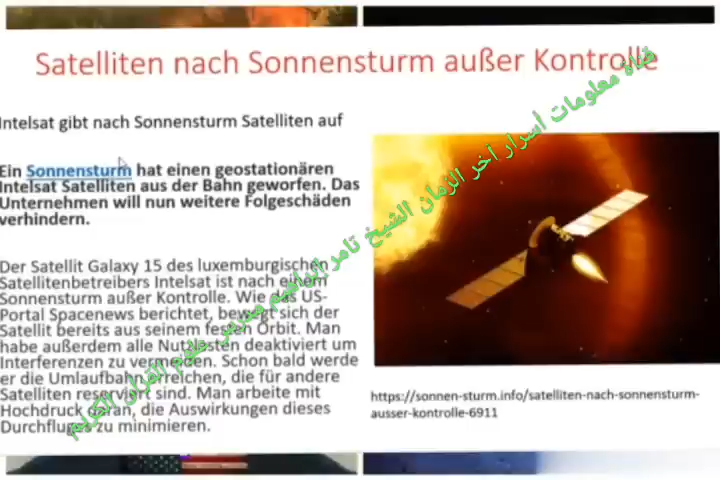 Satelliten nach Sonnensturm außer Kontrolle
Intelsat gibt nach Sonnensturm Satelliten auf
Ein Sonnensturm hat einen geostationären
Intelsat Satelliten aus der Bahn geworfen. Das
Unternehmen will nun weitere Folgeschäden
verhindern.
Der Satellit Galaxy 15 des luxemburgischen
Satellitenbetreibers Intelsat ist nach einem
Sonnensturm außer Kontrolle. Wie das US-
Portal Spacenews berichtet, bewegt sich der
Satellit bereits aus seinem festen Orbit. Man
habe außerdem alle Nutzlasten deaktiviert um
Interferenzen zu vermeiden. Schon bald werde
er die Umlaufbahn erreichen, die für andere
Satelliten reserviert sind. Man arbeite mit
Hochdruck daran, die Auswirkungen dieses
Durchfluges zu minimieren.
https://sonnen-sturm.info/satelliten-nach-sonnensturm-
ausser-kontrolle-6911
قناة معلومات أسرار آخر الزمان الشيخ تامر ابراهيم علوم القرآن الكريم